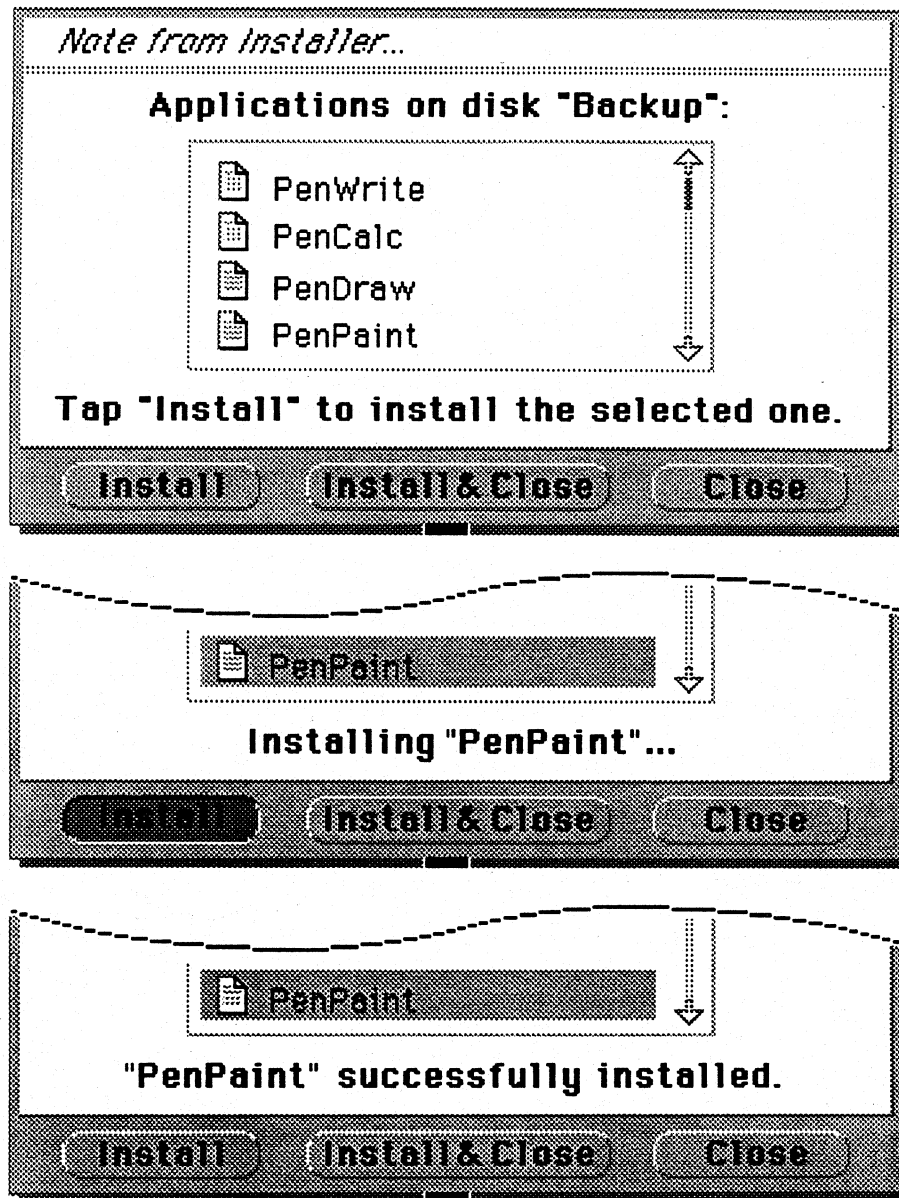 Note from Installer...
Applications on disk "Backup":
PenWrite
PenCalc
PenDraw
PenPaint
Tap "Install" to install the selected one.
Install Install & Close Close
PenPaint
Installing "PenPaint"...
Install Install & Close Close
PenPaint
"PenPaint" successfully installed.
Install Install & Close Close